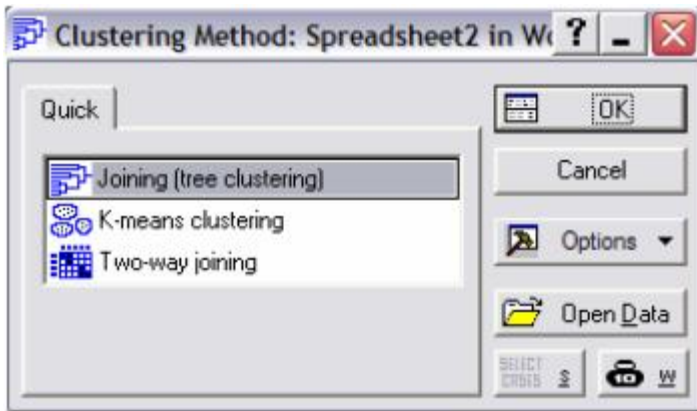 Clustering Method: Spreadsheet2 in Wo
Quick
Joining (tree clustering)
K-means clustering
Two-way joining
OK
Cancel
Options
Open Data
SELECT CASES S
W